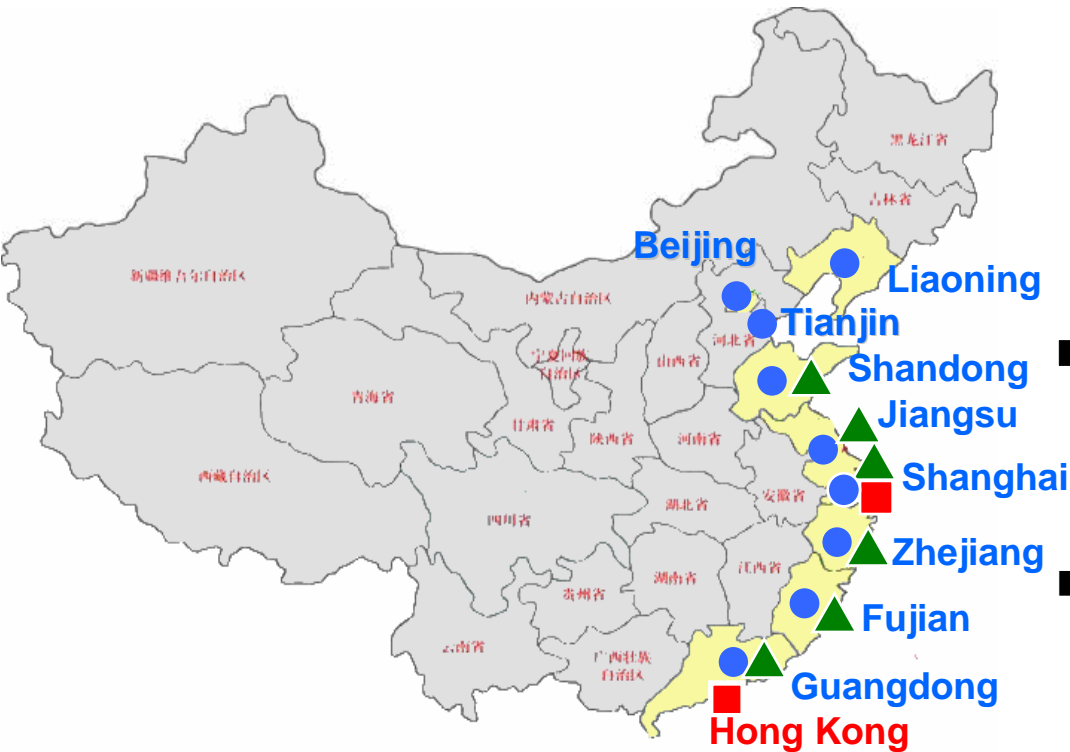 黑龙江省
吉林省
Beijing
Liaoning
新疆维吾尔自治区
内蒙古自治区
Tianjin
河北省
宁夏回族
自治区
山西省
Shandong
青海省
甘肃省
陕西省
河南省
Jiangsu
西藏自治区
Shanghai
安徽省
湖北省
四川省
Zhejiang
江西省
湖南省
贵州省
Fujian
云南省
广西壮族
自治区
Guangdong
Hong Kong